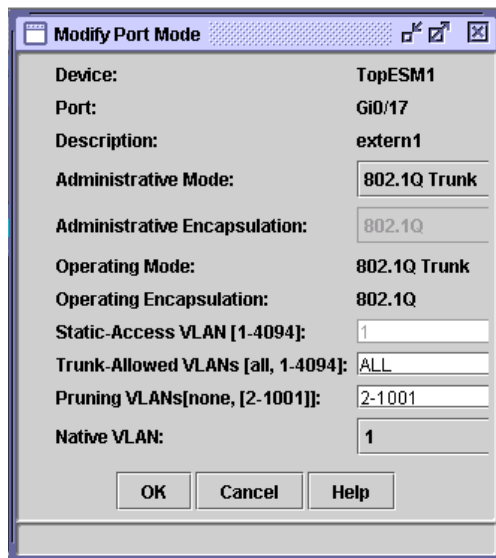 Modify Port Mode
Device: TopESM1
Port: Gi0/17
Description: extern1
Administrative Mode: 802.1Q Trunk
Administrative Encapsulation: 802.1Q
Operating Mode: 802.1Q Trunk
Operating Encapsulation: 802.1Q
Static-Access VLAN [1-4094]: 1
Trunk-Allowed VLANs [all, 1-4094]: ALL
Pruning VLANs[none, [2-1001]]: 2-1001
Native VLAN: 1
OK Cancel Help